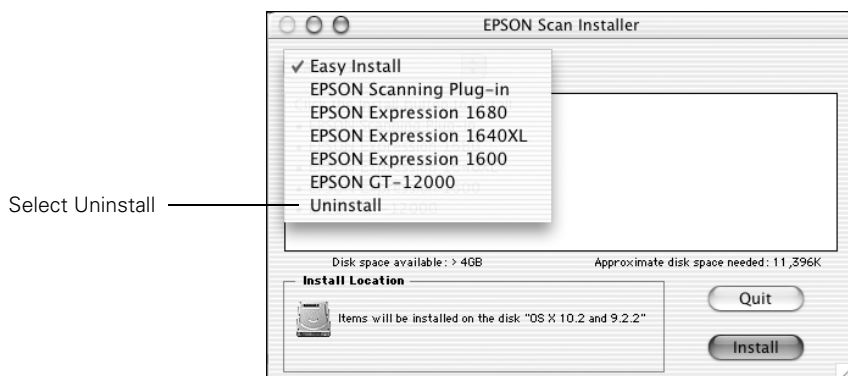 EPSON Scan Installer
✓ Easy Install
EPSON Scanning Plug-in
EPSON Expression 1680
EPSON Expression 1640XL
EPSON Expression 1600
EPSON GT-12000
Select Uninstall
Uninstall
Disk space available: > 4GB
Approximate disk space needed: 11,396K
Install Location
Items will be installed on the disk "OS X 10.2 and 9.2.2"
Quit
Install